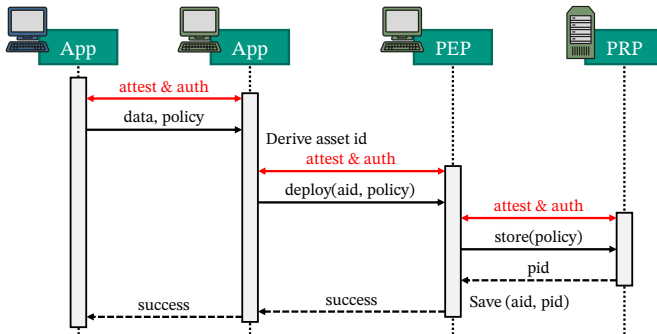 App
App
PEP
PRP
attest & auth
data, policy
Derive asset id
attest & auth
deploy(aid, policy)
attest & auth
store(policy)
pid
Save (aid, pid)
success
success